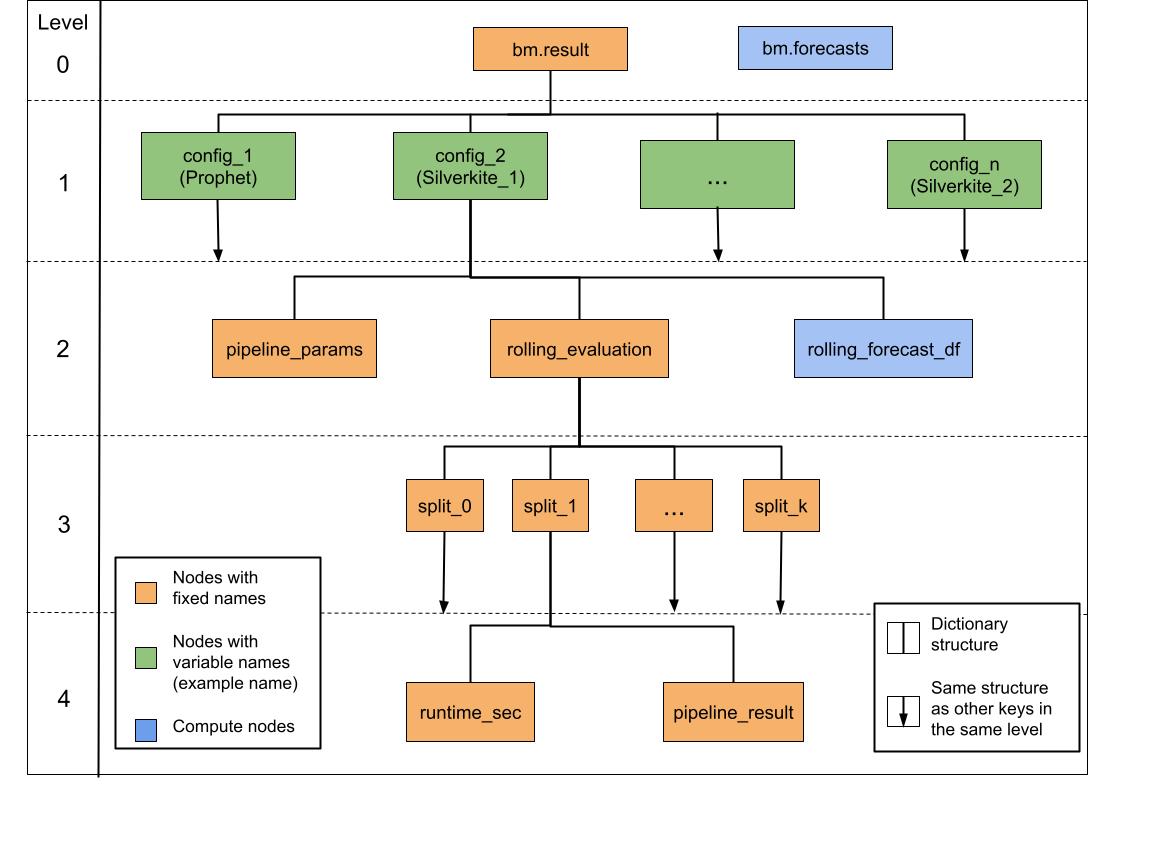 Level
0
bm.result
bm.forecasts
1
config_1
(Prophet)
config_2
(Silverkite_1)
...
config_n
(Silverkite_2)
2
pipeline_params
rolling_evaluation
rolling_forecast_df
3
split_0
split_1
...
split_k
4
runtime_sec
pipeline_result
Nodes with
fixed names
Nodes with
variable names
(example name)
Compute nodes
Dictionary
structure
Same structure
as other keys in
the same level